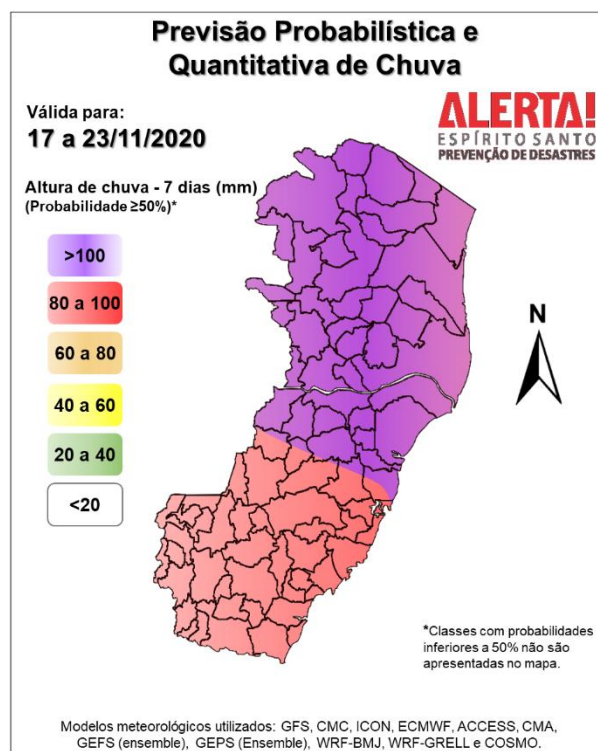 Previsão Probabilística e
Quantitativa de Chuva
Válida para:
17 a 23/11/2020
ALERTA!
ESPÍRITO SANTO
PREVENÇÃO DE DESASTRES
Altura de chuva - 7 dias (mm)
(Probabilidade ≥50%)*
>100
80 a 100
60 a 80
40 a 60
20 a 40
<20
N
*Classes com probabilidades
inferiores a 50% não são
apresentadas no mapa.
Modelos meteorológicos utilizados: GFS, CMC, ICON, ECMWF, ACCESS, CMA,
GEFS (ensemble), GEPS (Ensemble), WRF-BMJ, WRF-GRELL e COSMO.